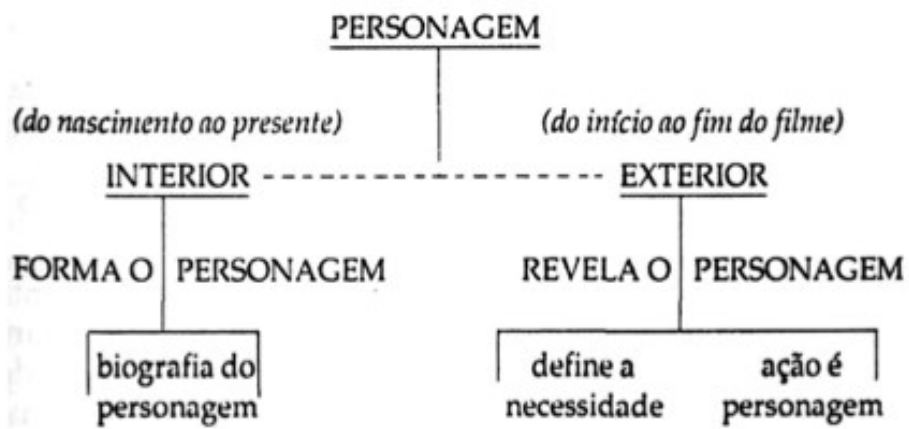 PERSONAGEM
(do nascimento ao presente)
(do início ao fim do filme)
INTERIOR
EXTERIOR
FORMA O PERSONAGEM
REVELA O PERSONAGEM
biografia do
personagem
define a
necessidade
ação é
personagem